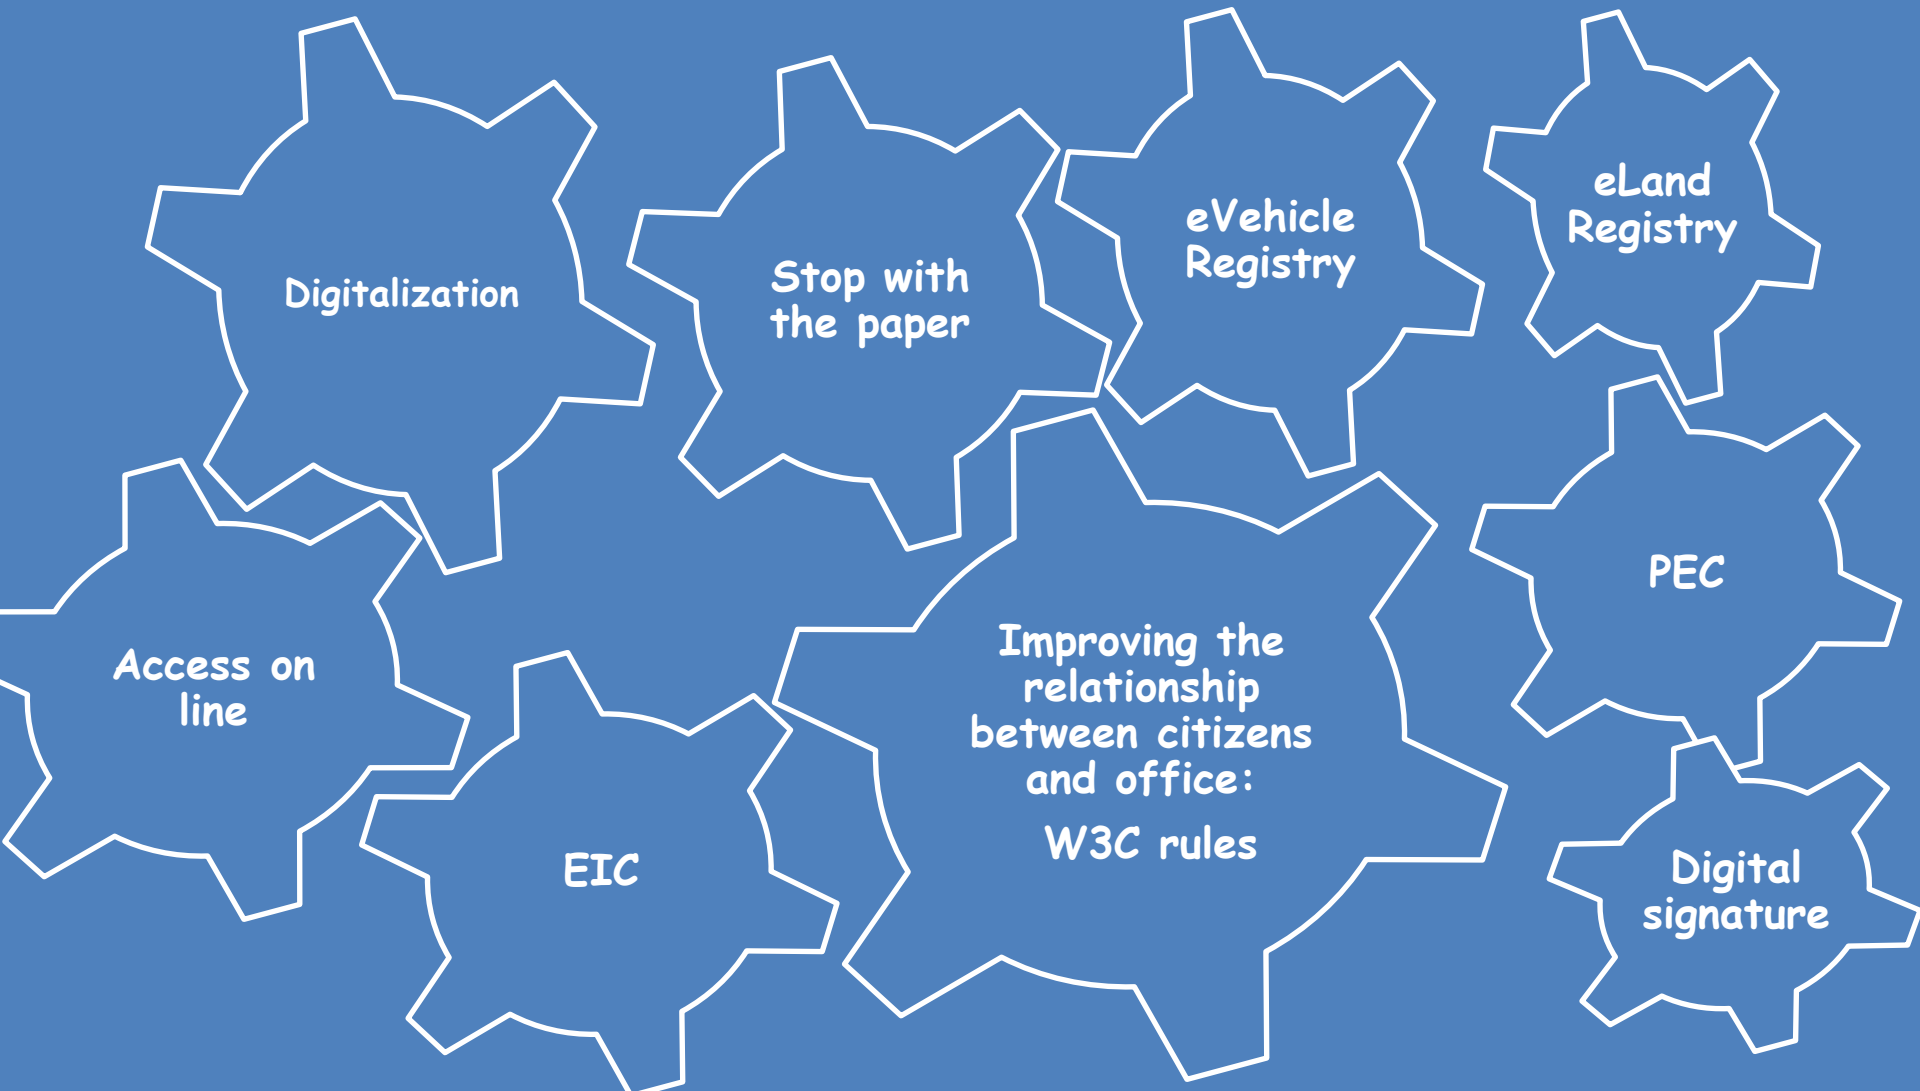 Digitalization
Stop with
the paper
eVehicle
Registry
eLand
Registry
Access on
line
EIC
Improving the
relationship
between citizens
and office:
W3C rules
PEC
Digital
signature